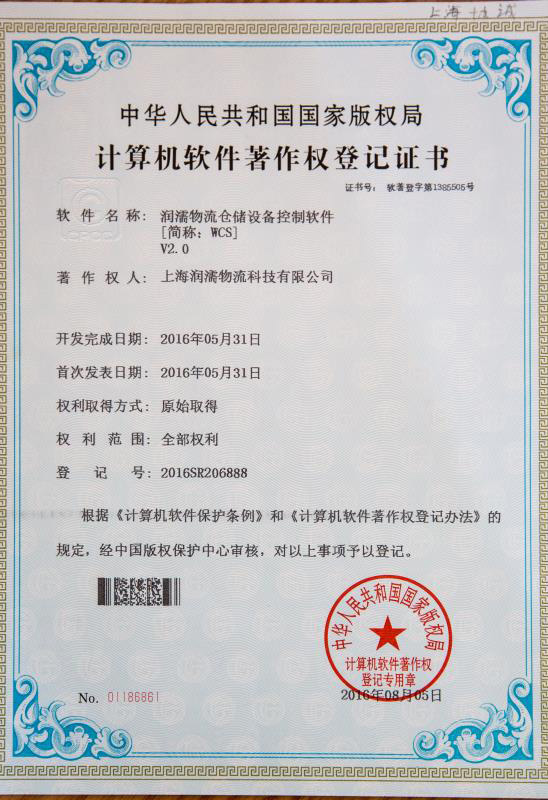 上海
中华人民共和国国家版权局
计算机软件著作权登记证书
证书号： 软著登字第1385505号
软件名称： 润濡物流仓储设备控制软件
[简称：WCS]
V2.0
著作权人： 上海润濡物流科技有限公司
开发完成日期： 2016年05月31日
首次发表日期： 2016年05月31日
权利取得方式： 原始取得
权利范围： 全部权利
登记号： 2016SR206888
根据《计算机软件保护条例》和《计算机软件著作权登记办法》的
规定，经中国版权保护中心审核，对以上事项予以登记。
中华人民共和国国家版权局
计算机软件著作权
登记专用章
No. 01186861
2016年08月05日